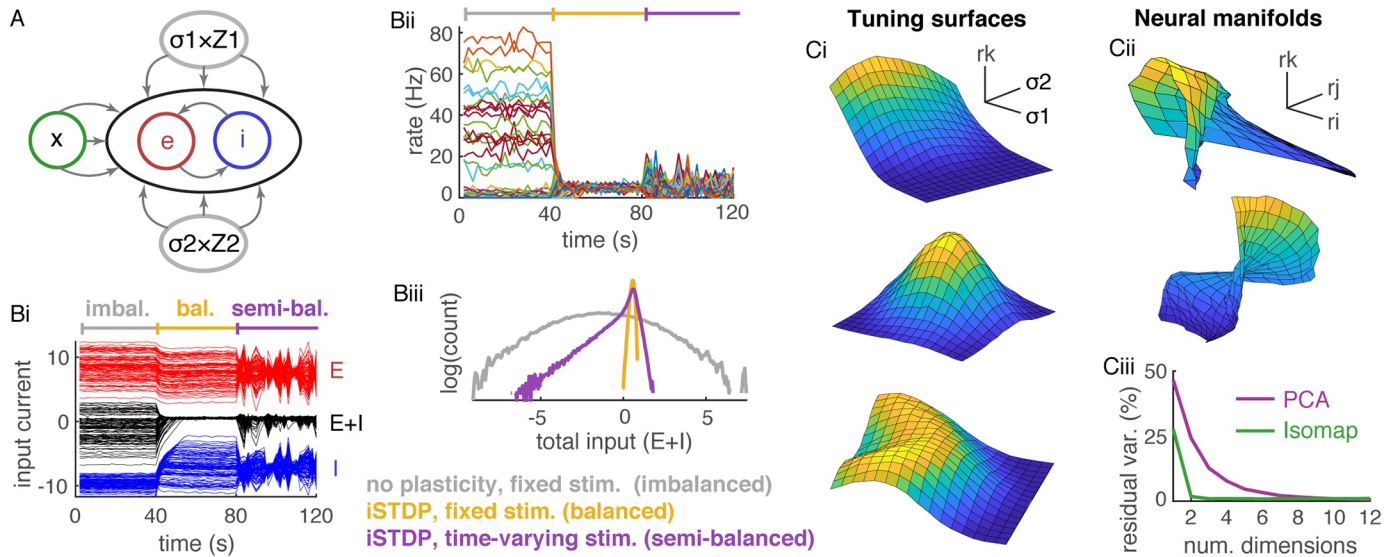 A
σ1×Z1
x
e
i
σ2×Z2
Bi
imbal. bal. semi-bal.
input current
10
0
-10
0 40 80 120
time (s)
E
E+I
I
Bii
rate (Hz)
80
60
40
20
0
0 40 80 120
time (s)
Biii
log(count)
-5 0 5
total input (E+I)
no plasticity, fixed stim. (imbalanced)
iSTDP, fixed stim. (balanced)
iSTDP, time-varying stim. (semi-balanced)
Tuning surfaces
Ci
rk
σ2
σ1
Neural manifolds
Cii
rk
rj
ri
Ciii
residual var. (%)
50
25
0
PCA
Isomap
2 4 6 8 10 12
num. dimensions